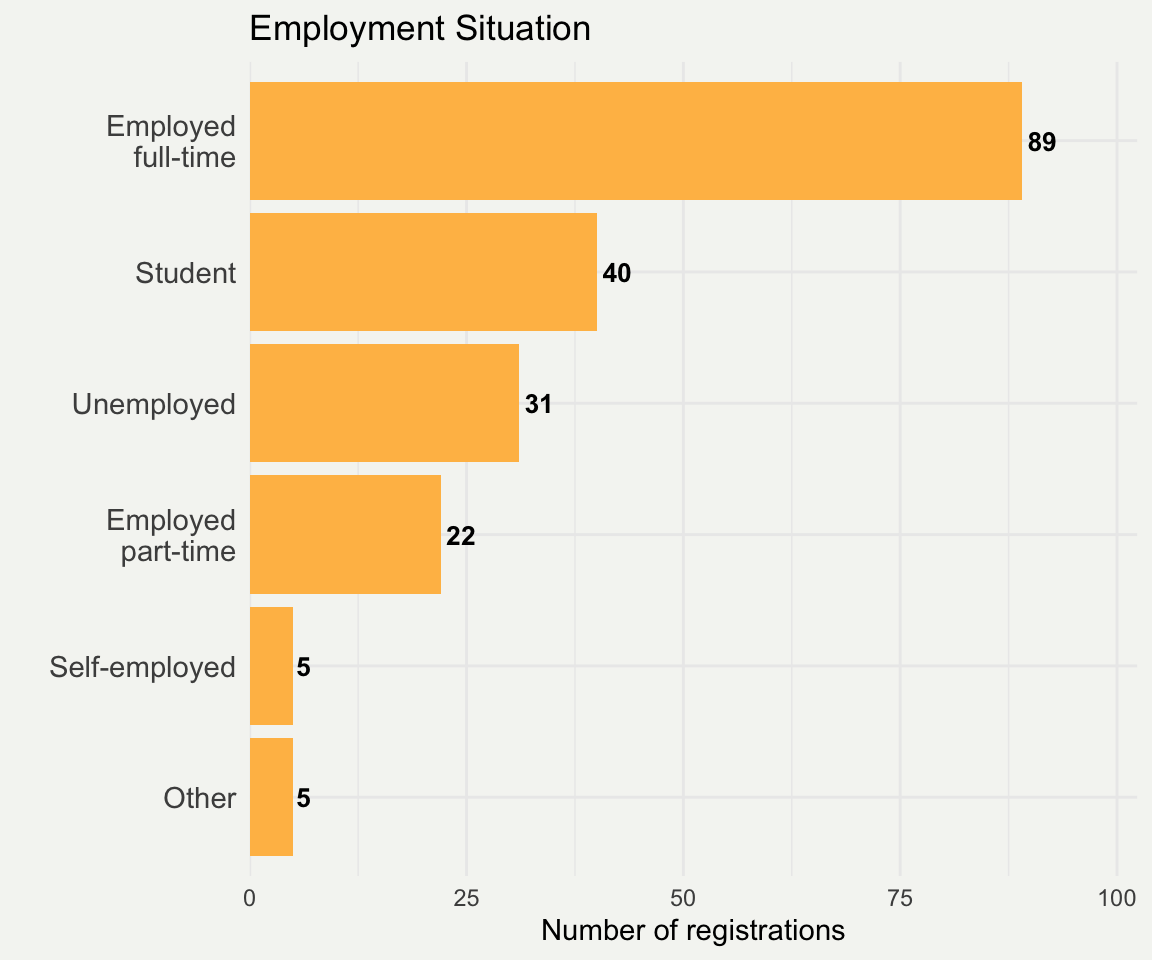 Employment Situation
Employed
full-time
89
Student
40
Unemployed
31
Employed
part-time
22
Self-employed
5
Other
5
0 25 50 75 100
Number of registrations